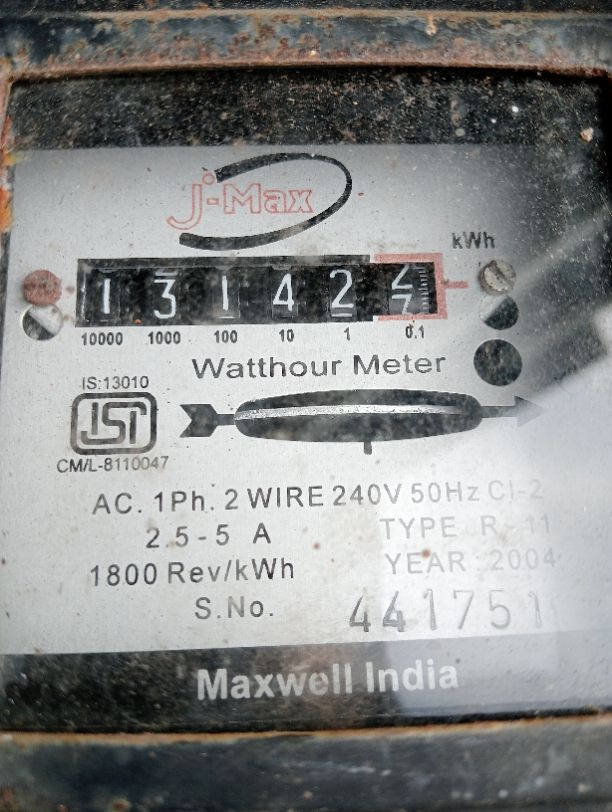 J-Max
kWh
1 3 1 4 2
10000 1000 100 10 1 0.1
Watthour Meter
IS:13010
ISI
CM/L-8110047
AC. 1Ph. 2 WIRE 240V 50Hz Cl-2
2.5-5 A TYPE R-11
1800 Rev/kWh YEAR:2004
S.No. 441751
Maxwell India